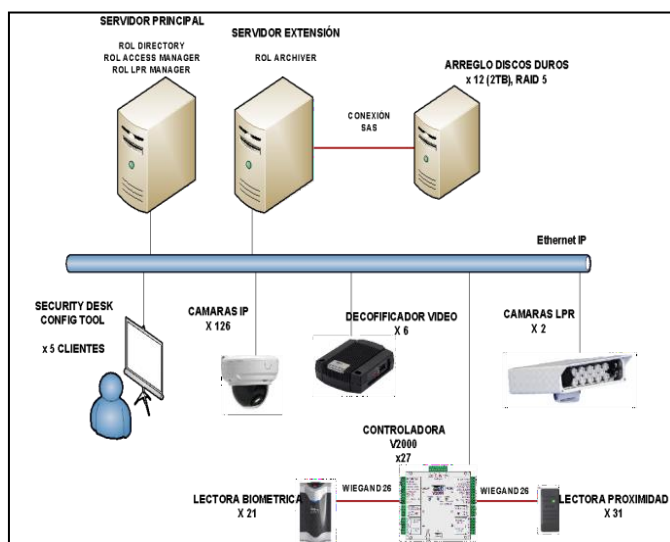 SERVIDOR PRINCIPAL
ROL DIRECTORY
ROL ACCESS MANAGER
ROL LPR MANAGER
SERVIDOR EXTENSIÓN
ROL ARCHIVER
ARREGLO DISCOS DUROS
x 12 (2TB), RAID 5
CONEXIÓN
SAS
Ethernet IP
SECURITY DESK
CONFIG TOOL
x 5 CLIENTES
CAMARAS IP
X 126
DECOFIFICADOR VIDEO
X 6
CAMARAS LPR
X 2
CONTROLADORA
V2000
x27
LECTORA BIOMETRICA
X 21
WIEGAND 26
WIEGAND 26
LECTORA PROXIMIDAD
X 31